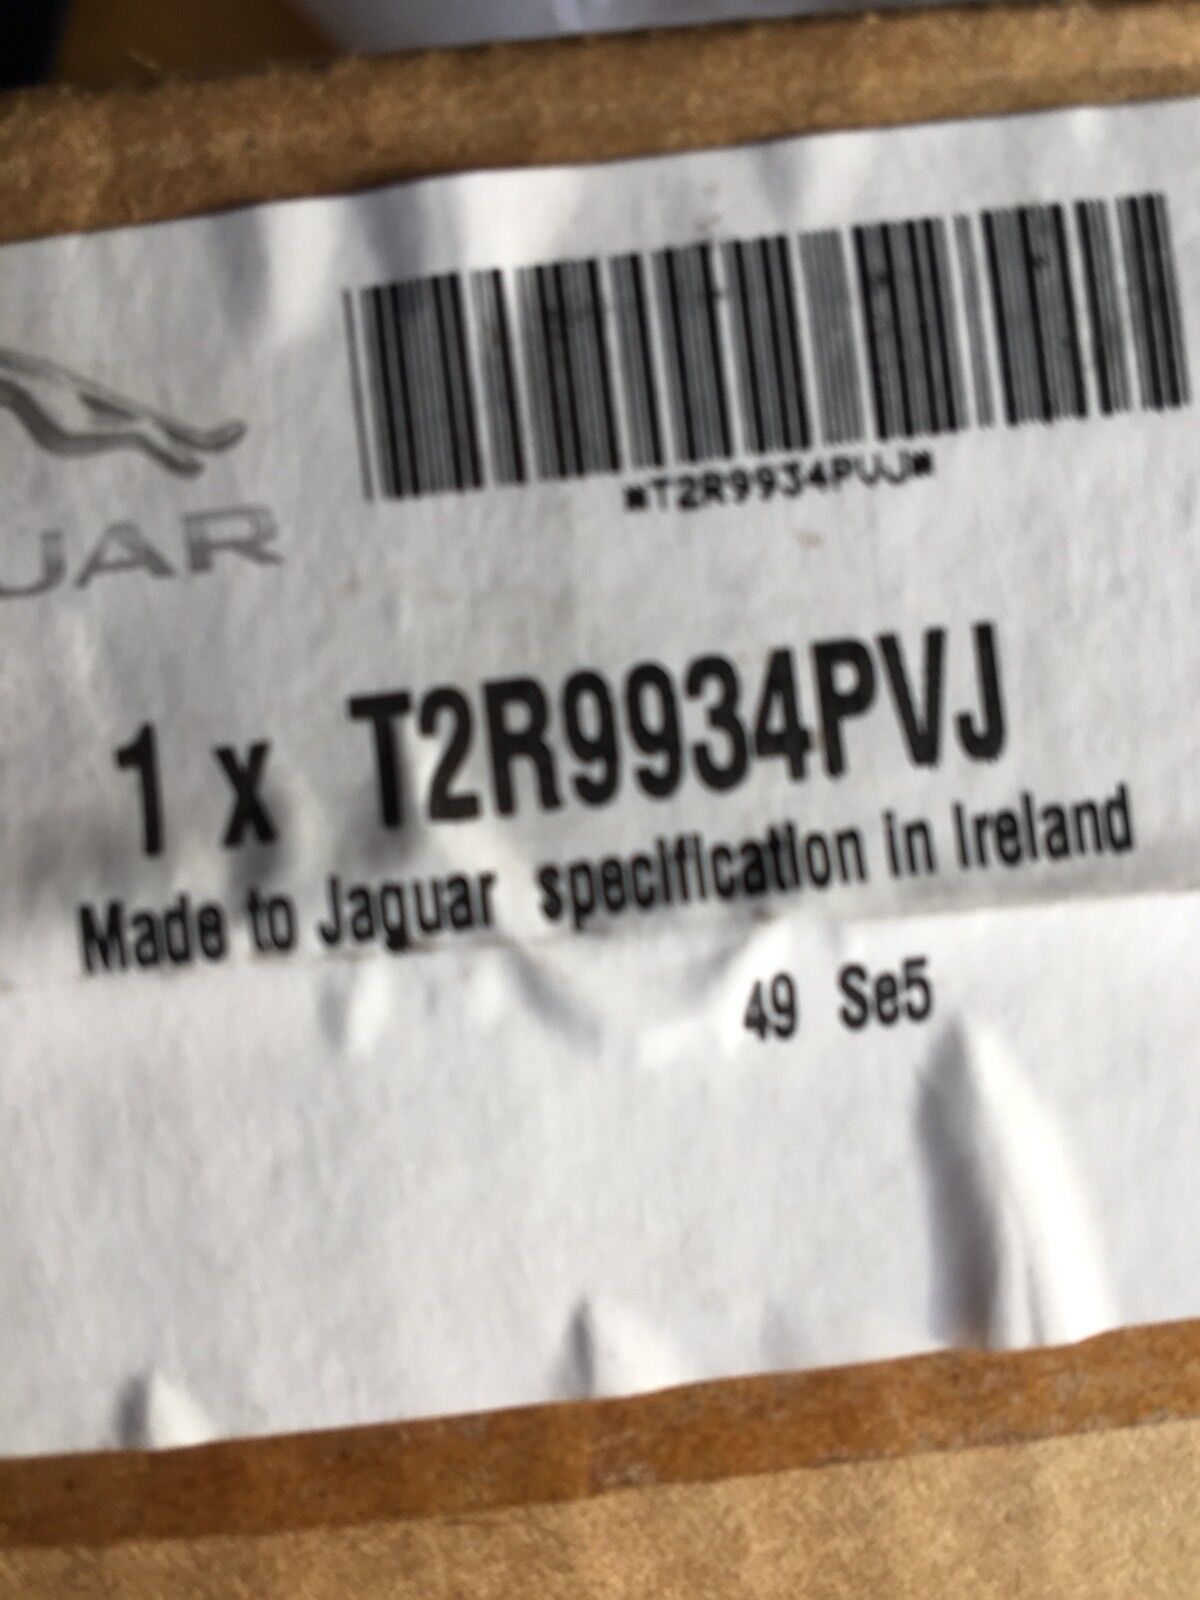 *T2R9934PVJ*
UAR
1 x T2R9934PVJ
Made to Jaguar specification in Ireland
49 Se5